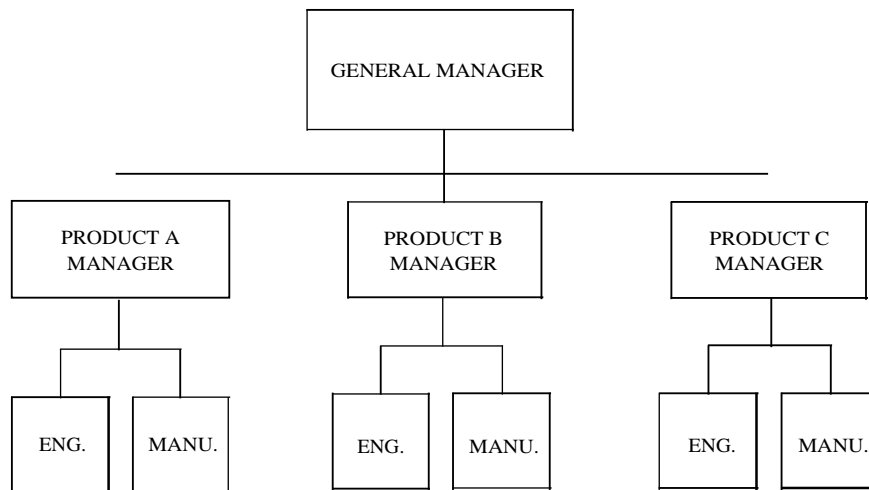 GENERAL MANAGER
PRODUCT A
MANAGER
PRODUCT B
MANAGER
PRODUCT C
MANAGER
ENG.
MANU.
ENG.
MANU.
ENG.
MANU.